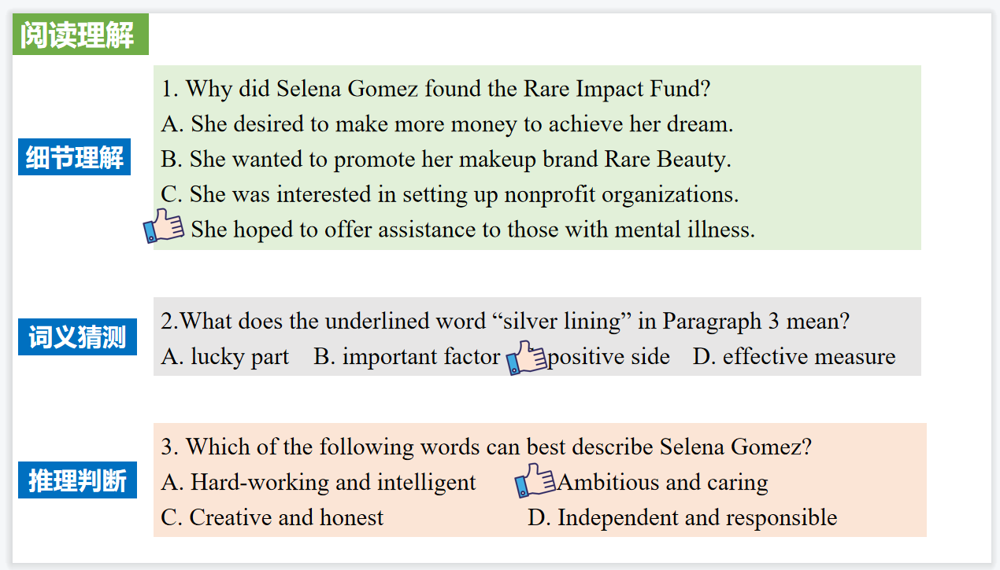 阅读理解
1. Why did Selena Gomez found the Rare Impact Fund?
A. She desired to make more money to achieve her dream.
细节理解
B. She wanted to promote her makeup brand Rare Beauty.
C. She was interested in setting up nonprofit organizations.
She hoped to offer assistance to those with mental illness.
2.What does the underlined word “silver lining” in Paragraph 3 mean?
词义猜测
A. lucky part B. important factor positive side D. effective measure
3. Which of the following words can best describe Selena Gomez?
推理判断
A. Hard-working and intelligent Ambitious and caring
C. Creative and honest D. Independent and responsible